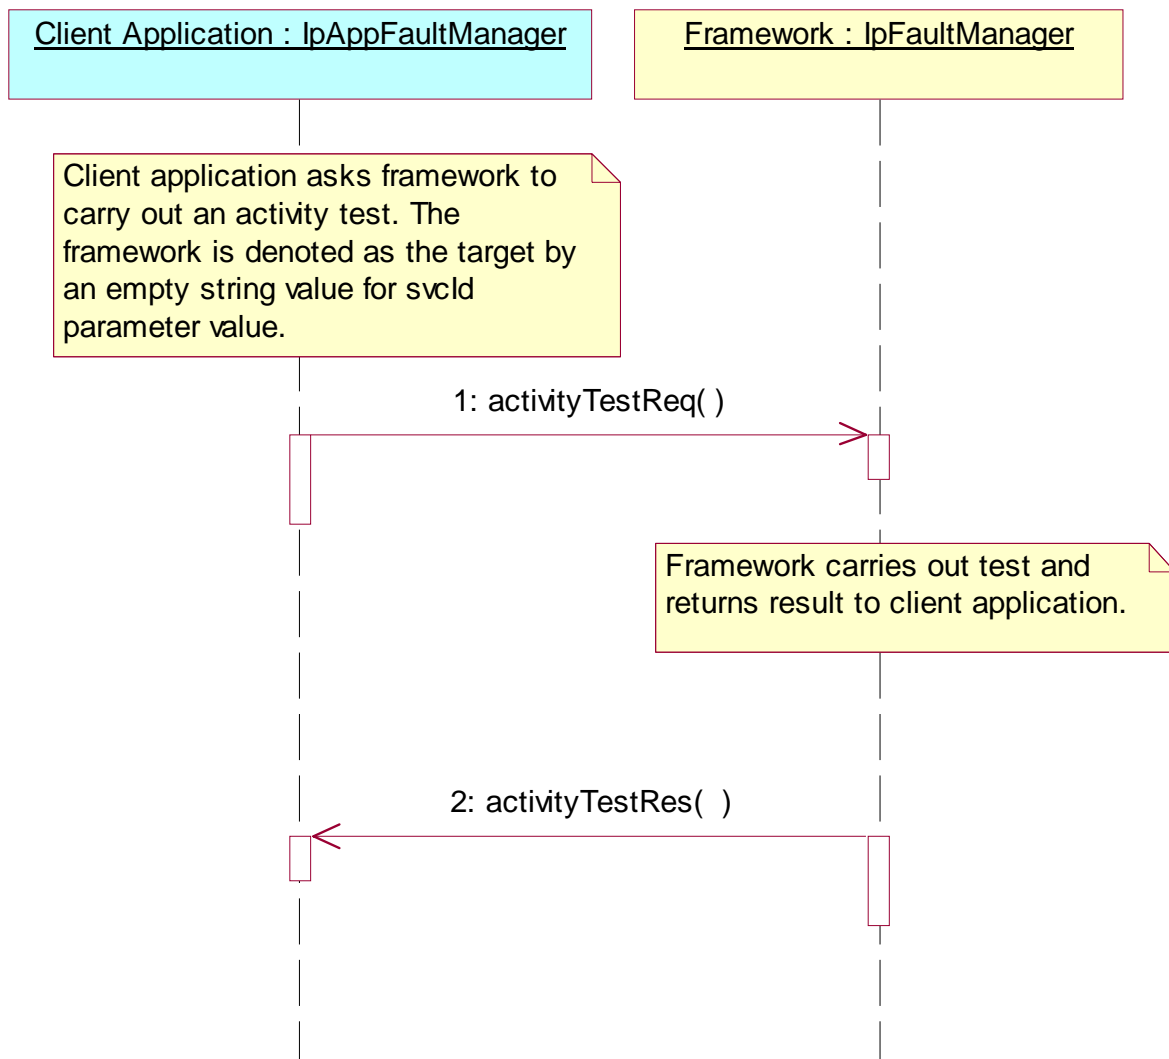 Client Application : IpAppFaultManager
Framework : IpFaultManager
Client application asks framework to
carry out an activity test. The
framework is denoted as the target by
an empty string value for svcId
parameter value.
1: activityTestReq( )
Framework carries out test and
returns result to client application.
2: activityTestRes(  )